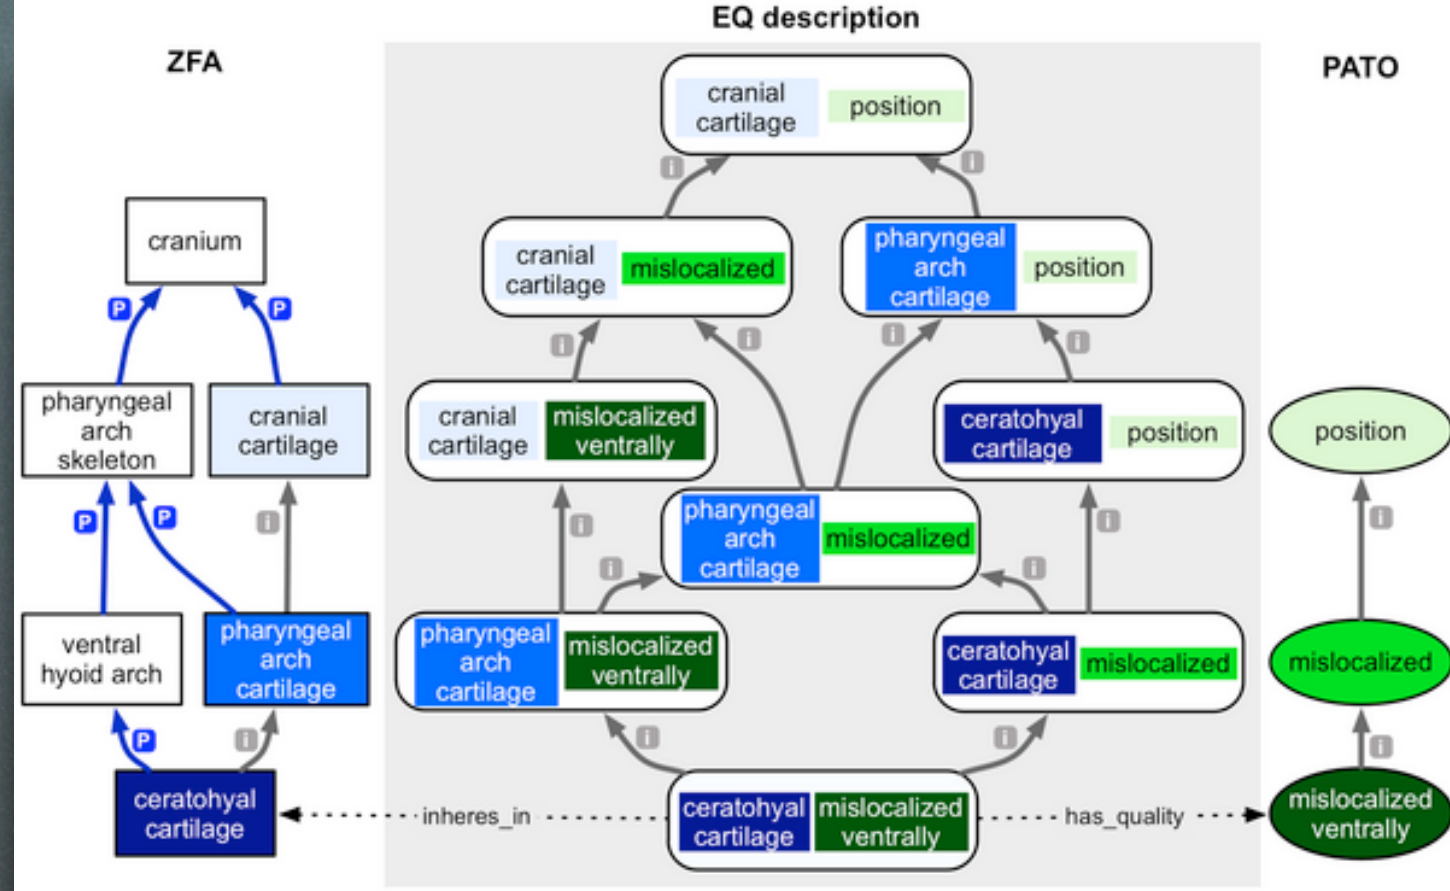 EQ description
ZFA
PATO
cranial
cartilage
position
i
i
cranium
cranial
cartilage
mislocalized
pharyngeal
arch
cartilage
position
P
P
i
i
i
i
pharyngeal
arch
skeleton
cranial
cartilage
cranial
cartilage
mislocalized
ventrally
ceratohyal
cartilage
position
position
P
P
i
i
i
i
pharyngeal
arch
cartilage
mislocalized
i
i
ventral
hyoid arch
pharyngeal
arch
cartilage
pharyngeal
arch
cartilage
mislocalized
ventrally
ceratohyal
cartilage
mislocalized
mislocalized
P
i
i
i
i
ceratohyal
cartilage
inheres_in
ceratohyal
cartilage
mislocalized
ventrally
has_quality
mislocalized
ventrally